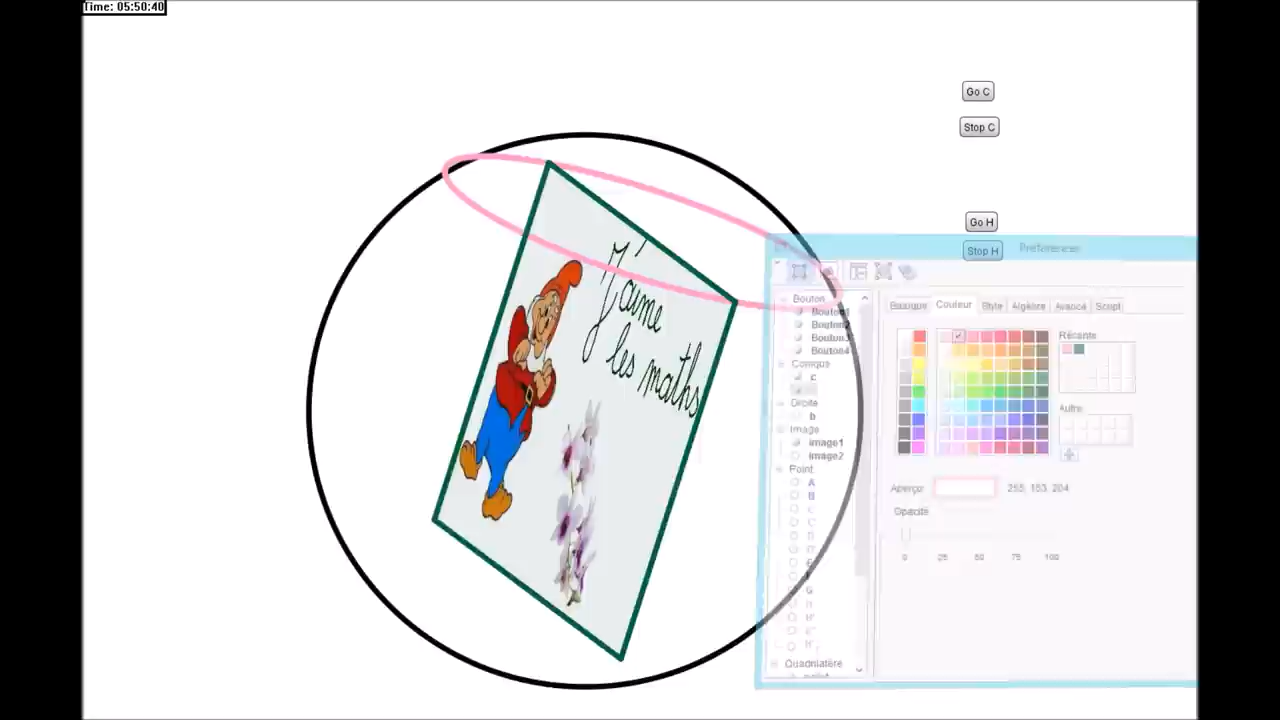 Time: 05:50:40
Go C
Stop C
Go H
Stop H
Préférences
J'aime
les maths
Bouton
Bouton1
Bouton2
Bouton3
Bouton4
Conique
c
Droite
b
Image
image1
image2
Point
A
B
Quadrilatère
Basique Couleur Style Algèbre Avancé Script
Récente
Autre
Aperçu: 255, 153, 204
Opacité
0 25 50 75 100